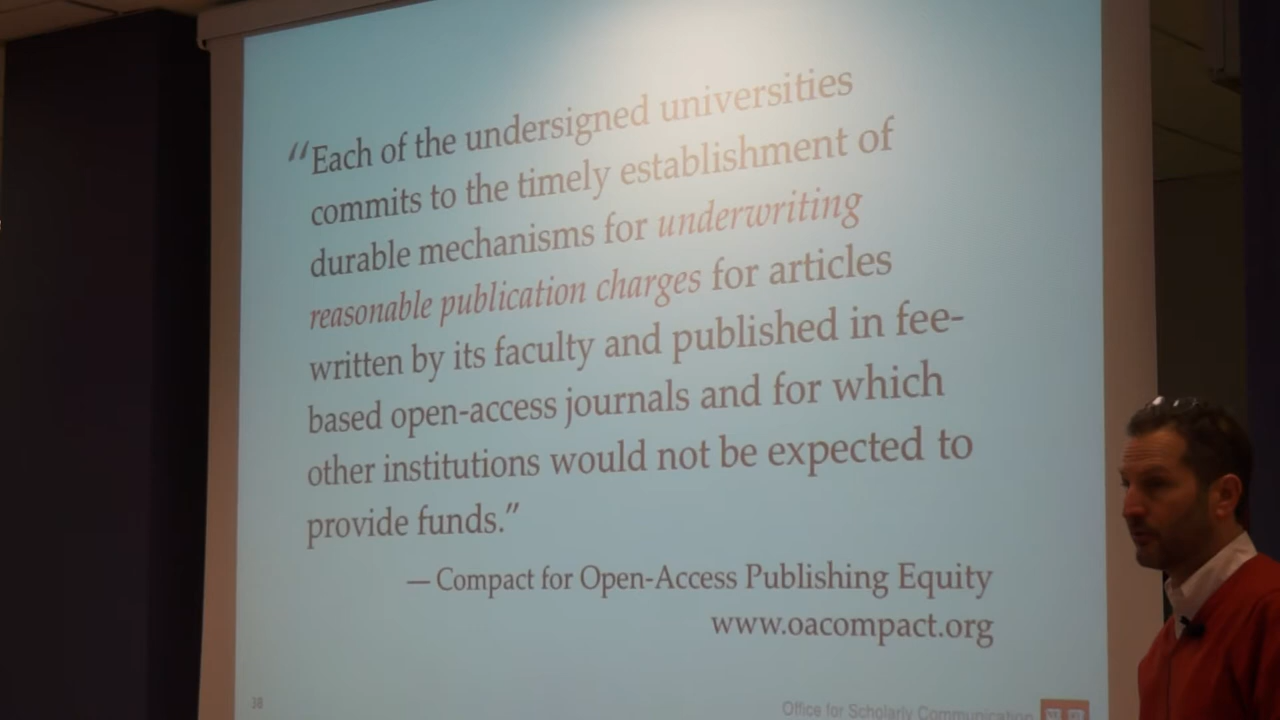 “Each of the undersigned universities
commits to the timely establishment of
durable mechanisms for underwriting
reasonable publication charges for articles
written by its faculty and published in fee-
based open-access journals and for which
other institutions would not be expected to
provide funds.”
— Compact for Open-Access Publishing Equity
www.oacompact.org
38
Office for Scholarly Communication